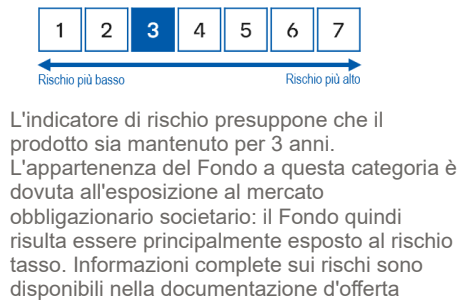 1 2 3 4 5 6 7
Rischio più basso Rischio più alto
L'indicatore di rischio presuppone che il
prodotto sia mantenuto per 3 anni.
L'appartenenza del Fondo a questa categoria è
dovuta all'esposizione al mercato
obbligazionario societario: il Fondo quindi
risulta essere principalmente esposto al rischio
tasso. Informazioni complete sui rischi sono
disponibili nella documentazione d'offerta